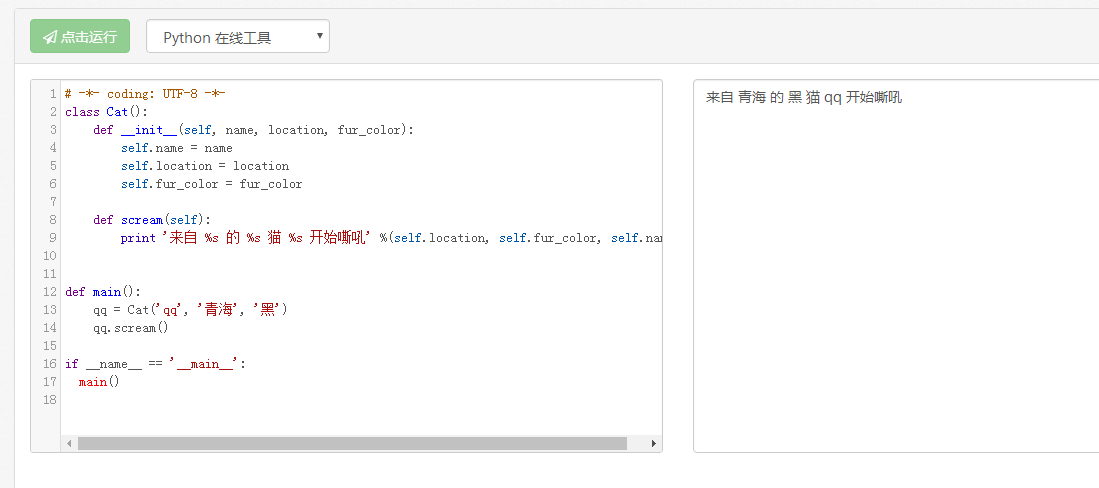 点击运行 Python 在线工具
1 # -*- coding: UTF-8 -*-
2 class Cat():
3     def __init__(self, name, location, fur_color):
4         self.name = name
5         self.location = location
6         self.fur_color = fur_color
7
8     def scream(self):
9         print '来自 %s 的 %s 猫 %s 开始嘶吼' %(self.location, self.fur_color, self.na
10
11
12 def main():
13     qq = Cat('qq', '青海', '黑')
14     qq.scream()
15
16 if __name__ == '__main__':
17   main()
18
来自 青海 的 黑 猫 qq 开始嘶吼